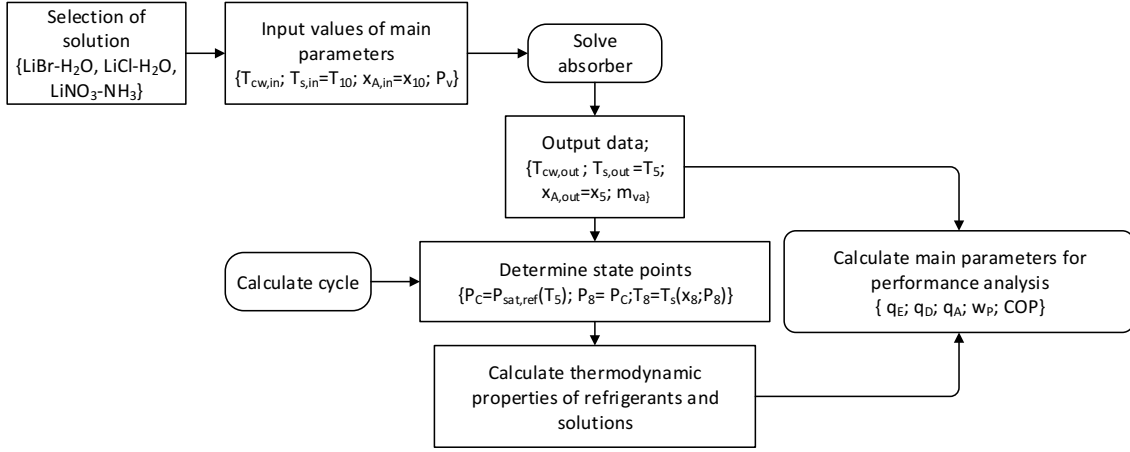 Selection of
solution
{LiBr-H₂O, LiCl-H₂O,
LiNO₃-NH₃}
Input values of main
parameters
{T_cw,in; T_s,in=T₁₀; x_A,in=x₁₀; P_v}
Solve
absorber
Output data;
{T_cw,out ; T_s,out =T₅;
x_A,out=x₅; m_va}
Calculate cycle
Determine state points
{P_C=P_sat,ref(T₅); P₈= P_C;T₈=T_s(x₈;P₈)}
Calculate main parameters for
performance analysis
{ q_E; q_D; q_A; w_P; COP}
Calculate thermodynamic
properties of refrigerants and
solutions